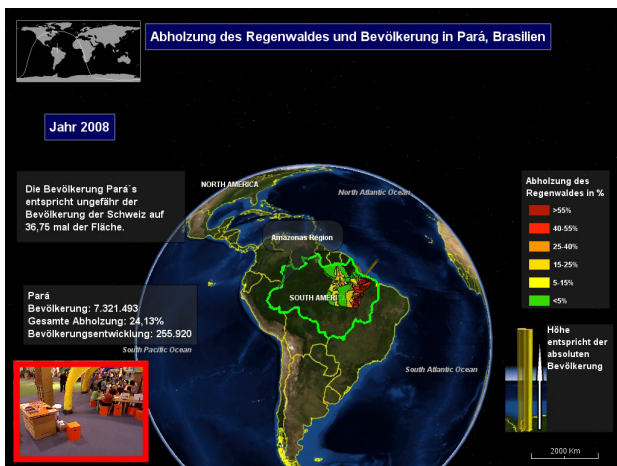 Abholzung des Regenwaldes und Bevölkerung in Pará, Brasilien
Jahr 2008
Die Bevölkerung Pará´s
entspricht ungefähr der
Bevölkerung der Schweiz auf
36,75 mal der Fläche.
NORTH AMERICA
North Atlantic Ocean
Amazonas Region
SOUTH AMERI
Abholzung des
Regenwaldes in %
>55%
40-55%
25-40%
15-25%
5-15%
<5%
Pará
Bevölkerung: 7.321.493
Gesamte Abholzung: 24,13%
Bevölkerungsentwicklung: 255.920
South Pacific Ocean
South Atlantic Ocean
Höhe
entspricht der
absoluten
Bevölkerung
2000 Km